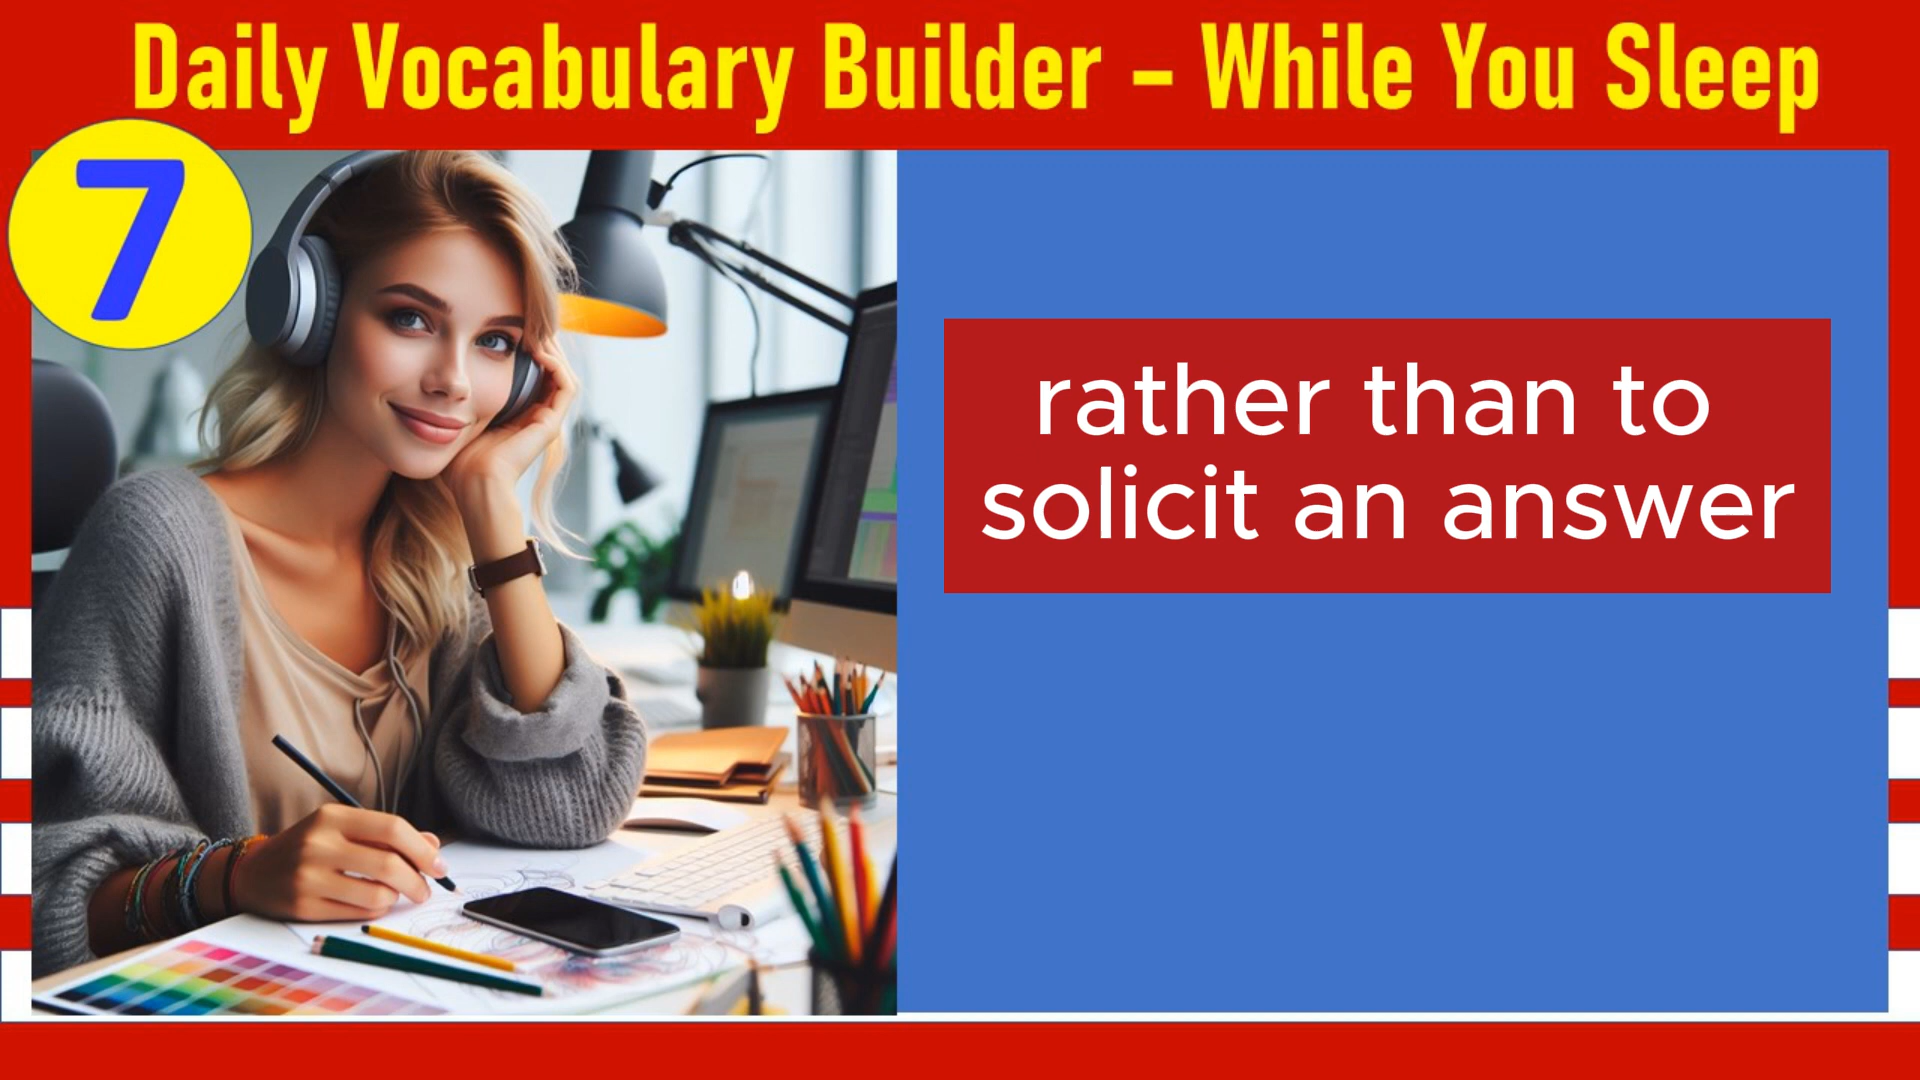 Daily Vocabulary Builder – While You Sleep
7
rather than to
solicit an answer